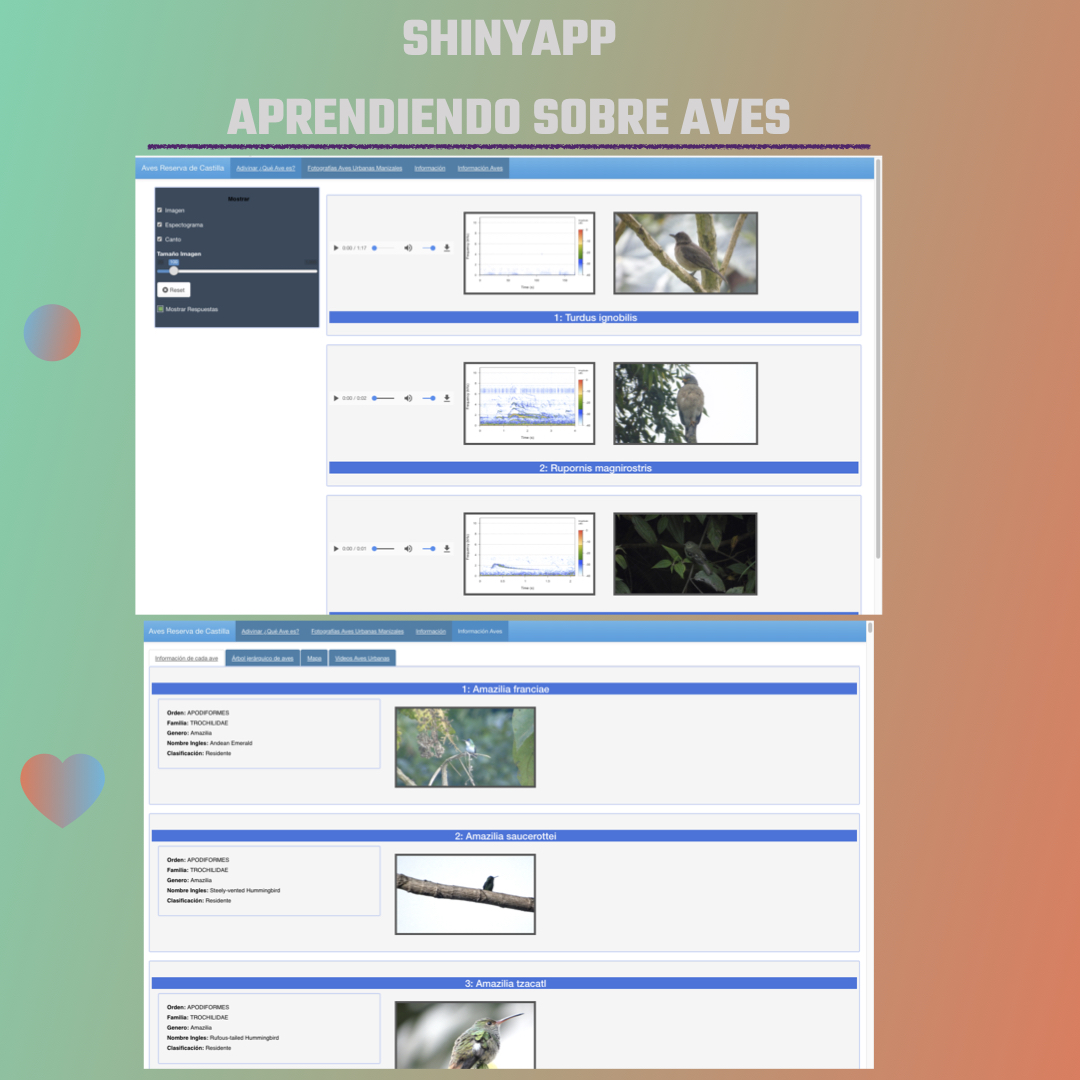 SHINYAPP
APRENDIENDO SOBRE AVES
Aves Reserva de Castilla Adivinar ¿Qué Ave es? Fotografías Aves Urbanas Manizales Información Información Aves
Mostrar
Imagen
Espectograma
Canto
Tamaño Imagen
Reset
Mostrar Respuestas
0:00 / 1:17
Time (s)
1: Turdus ignobilis
0:00 / 0:02
Time (s)
2: Rupornis magnirostris
0:00 / 0:01
Time (s)
Aves Reserva de Castilla Adivinar ¿Qué Ave es? Fotografías Aves Urbanas Manizales Información Información Aves
Información de cada ave Árbol jerárquico de aves Mapa Videos Aves Urbanas
1: Amazilia franciae
Orden: APODIFORMES
Familia: TROCHILIDAE
Genero: Amazilia
Nombre Ingles: Andean Emerald
Clasificación: Residente
2: Amazilia saucerottei
Orden: APODIFORMES
Familia: TROCHILIDAE
Genero: Amazilia
Nombre Ingles: Steely-vented Hummingbird
Clasificación: Residente
3: Amazilia tzacatl
Orden: APODIFORMES
Familia: TROCHILIDAE
Genero: Amazilia
Nombre Ingles: Rufous-tailed Hummingbird
Clasificación: Residente